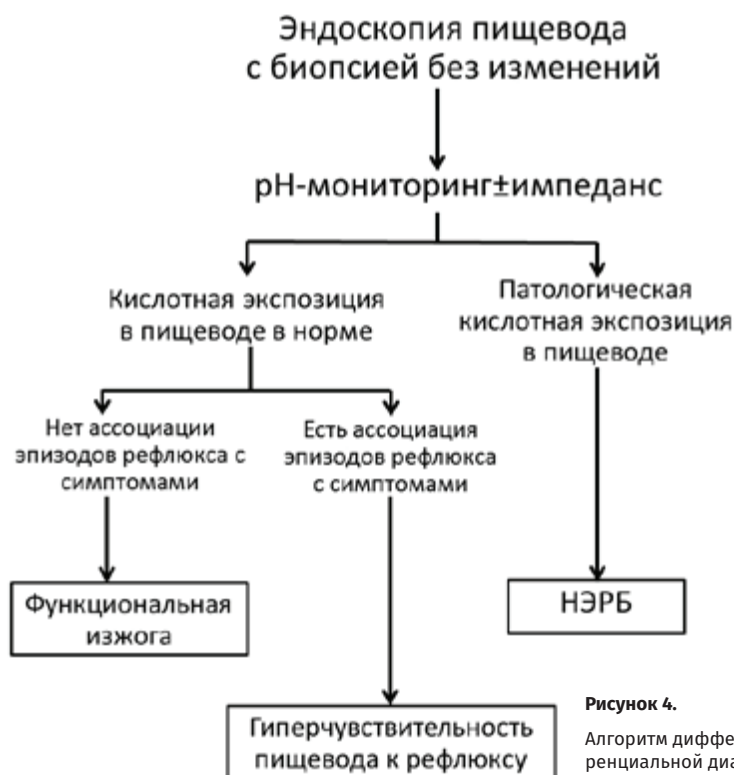 Эндоскопия пищевода
с биопсией без изменений
pH-мониторинг±импеданс
Кислотная экспозиция
в пищеводе в норме
Патологическая
кислотная экспозиция
в пищеводе
Нет ассоциации
эпизодов рефлюкса с
симптомами
Есть ассоциация
эпизодов рефлюкса
с симптомами
Функциональная
изжога
НЭРБ
Гиперчувствительность
пищевода к рефлюксу
Рисунок 4.
Алгоритм диффе
ренциальной диа